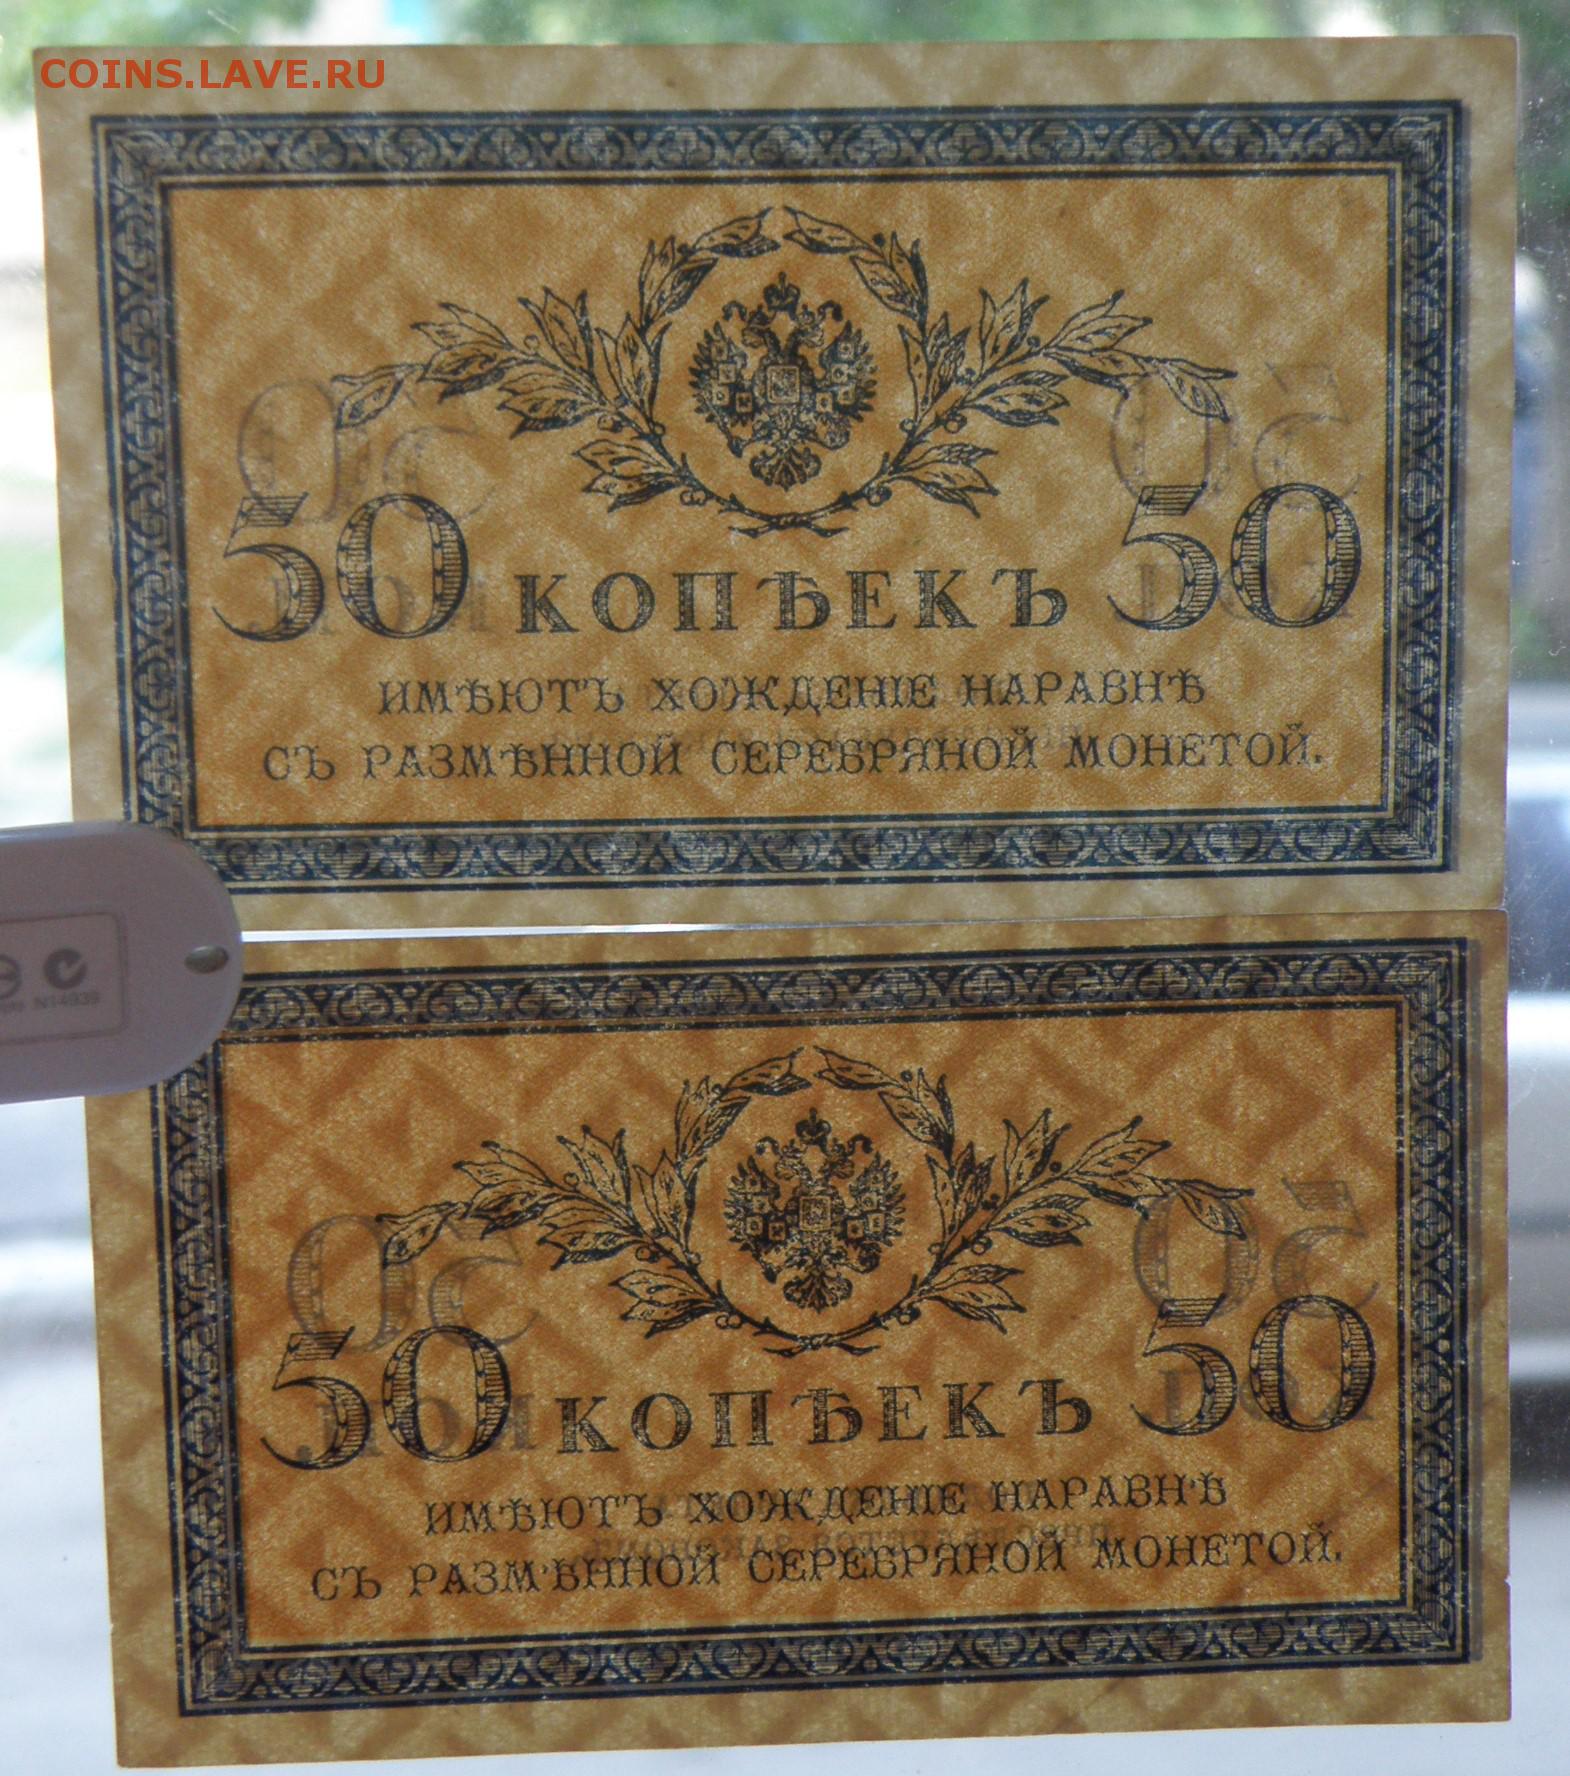 COINS.LAVE.RU
50 КОПѢЕКЪ 50
ИМѢЮТЪ ХОЖДЕНІЕ НАРАВНѢ
СЪ РАЗМѢННОЙ СЕРЕБРЯНОЙ МОНЕТОЙ.
N14939
50 КОПѢЕКЪ 50
ИМѢЮТЪ ХОЖДЕНІЕ НАРАВНѢ
СЪ РАЗМѢННОЙ СЕРЕБРЯНОЙ МОНЕТОЙ.